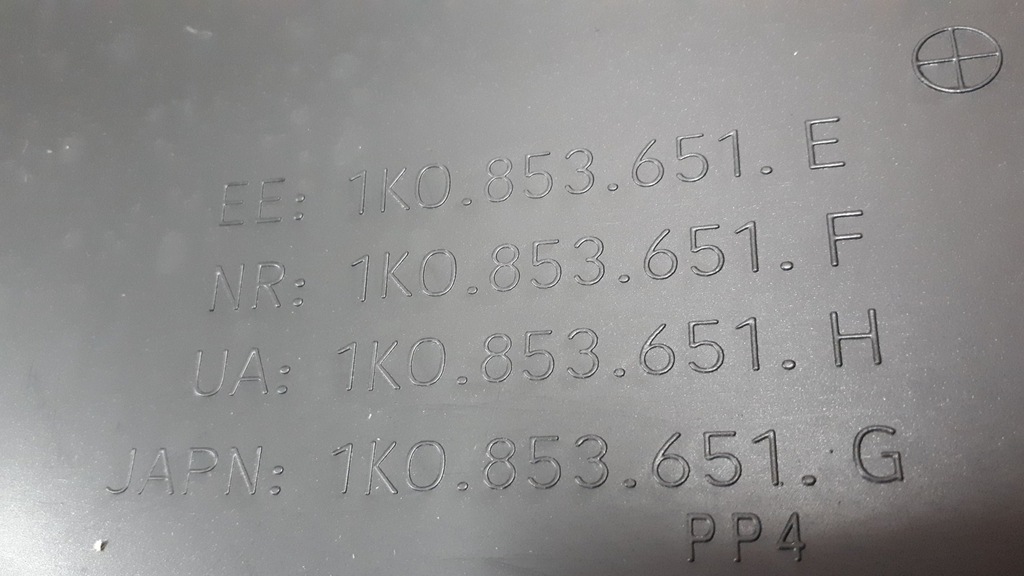 EE: 1K0.853.651. E
NR: 1K0.853.651. F
UA: 1K0.853.651. H
JAPN: 1K0.853.651. G
PP4